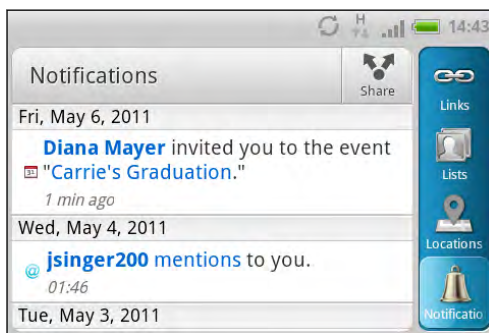 H
14:43
Notifications
Share
Fri, May 6, 2011
Diana Mayer invited you to the event
"Carrie's Graduation."
1 min ago
Wed, May 4, 2011
@ jsinger200 mentions to you.
01:46
Tue, May 3, 2011
Links
Lists
Locations
Notificatio